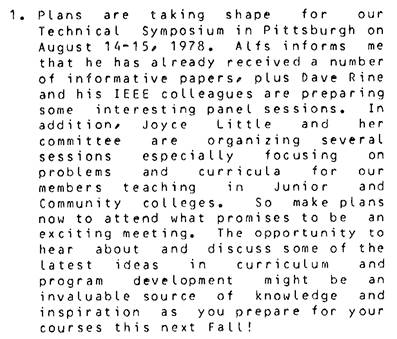 1. Plans are taking shape for our
Technical Symposium in Pittsburgh on
August 14-15, 1978. Alfs informs me
that he has already received a number
of informative papers, plus Dave Rine
and his IEEE colleagues are preparing
some interesting panel sessions. In
addition, Joyce Little and her
committee are organizing several
sessions especially focusing on
problems and curricula for our
members teaching in Junior and
Community colleges. So make plans
now to attend what promises to be an
exciting meeting. The opportunity to
hear about and discuss some of the
latest ideas in curriculum and
program development might be an
invaluable source of knowledge and
inspiration as you prepare for your
courses this next Fall!